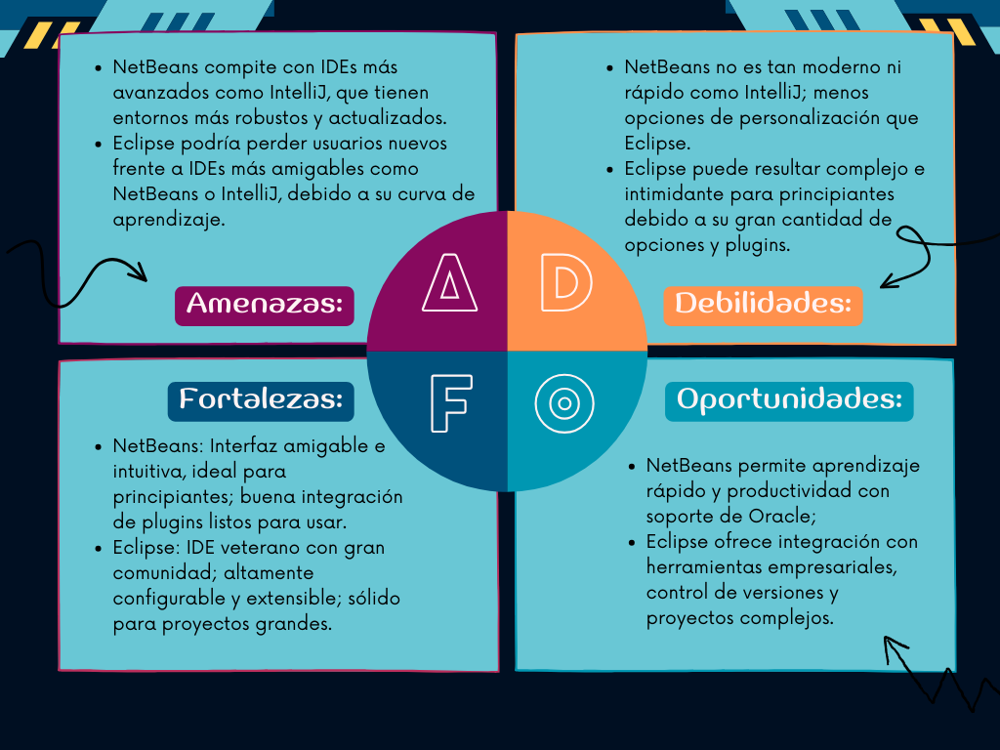 NetBeans compite con IDEs más
avanzados como IntelliJ, que tienen
entornos más robustos y actualizados.
Eclipse podría perder usuarios nuevos
frente a IDEs más amigables como
NetBeans o IntelliJ, debido a su curva de
aprendizaje.
Amenazas:
NetBeans no es tan moderno ni
rápido como IntelliJ; menos
opciones de personalización que
Eclipse.
Eclipse puede resultar complejo e
intimidante para principiantes
debido a su gran cantidad de
opciones y plugins.
Debilidades:
A
D
F
O
Fortalezas:
NetBeans: Interfaz amigable e
intuitiva, ideal para
principiantes; buena integración
de plugins listos para usar.
Eclipse: IDE veterano con gran
comunidad; altamente
configurable y extensible; sólido
para proyectos grandes.
Oportunidades:
NetBeans permite aprendizaje
rápido y productividad con
soporte de Oracle;
Eclipse ofrece integración con
herramientas empresariales,
control de versiones y
proyectos complejos.